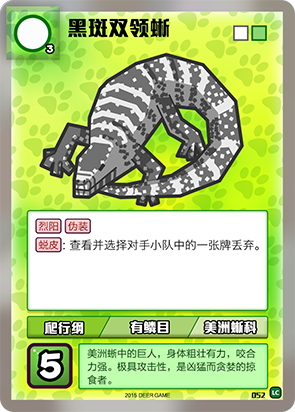 黑斑双领蜥
3
烈阳 伪装
蜕皮：查看并选择对手小队中的一张牌丢弃。
爬行纲 有鳞目 美洲蜥科
5
美洲蜥中的巨人，身体粗壮有力，咬合
力强。极具攻击性，是凶猛而贪婪的
掠食者。
2015 DEER GAME
052 LC